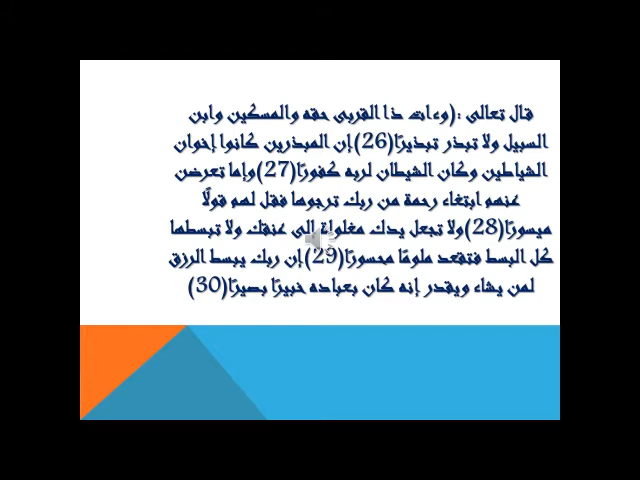 قال تعالى :(وءات ذا القربى حقه والمسكين وابن
السبيل ولا تبذر تبذيرًا(26)إن المبذرين كانوا إخوان
الشياطين وكان الشيطان لربه كفورًا(27)وإما تعرضن
عنهم ابتغاء رحمة من ربك ترجوها فقل لهم قولًا
ميسورًا(28)ولا تجعل يدك مغلولة إلى عنقك ولا تبسطها
كل البسط فتقعد ملومًا محسورًا(29)إن ربك يبسط الرزق
لمن يشاء ويقدر إنه كان بعباده خبيرًا بصيرًا(30)